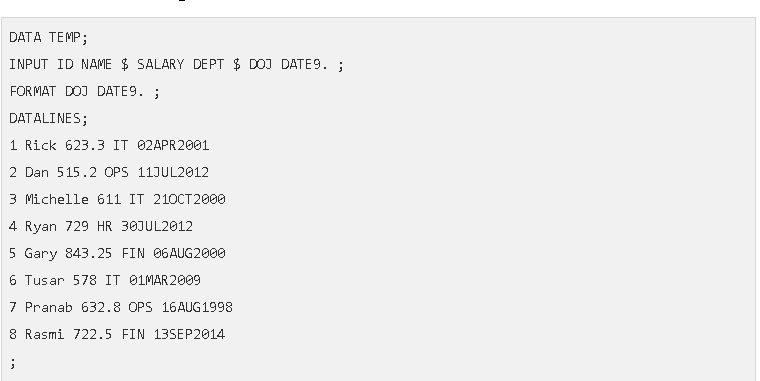 DATA TEMP;
INPUT ID NAME $ SALARY DEPT $ DOJ DATE9. ;
FORMAT DOJ DATE9. ;
DATALINES;
1 Rick 623.3 IT 02APR2001
2 Dan 515.2 OPS 11JUL2012
3 Michelle 611 IT 21OCT2000
4 Ryan 729 HR 30JUL2012
5 Gary 843.25 FIN 06AUG2000
6 Tusar 578 IT 01MAR2009
7 Pranab 632.8 OPS 16AUG1998
8 Rasmi 722.5 FIN 13SEP2014
;